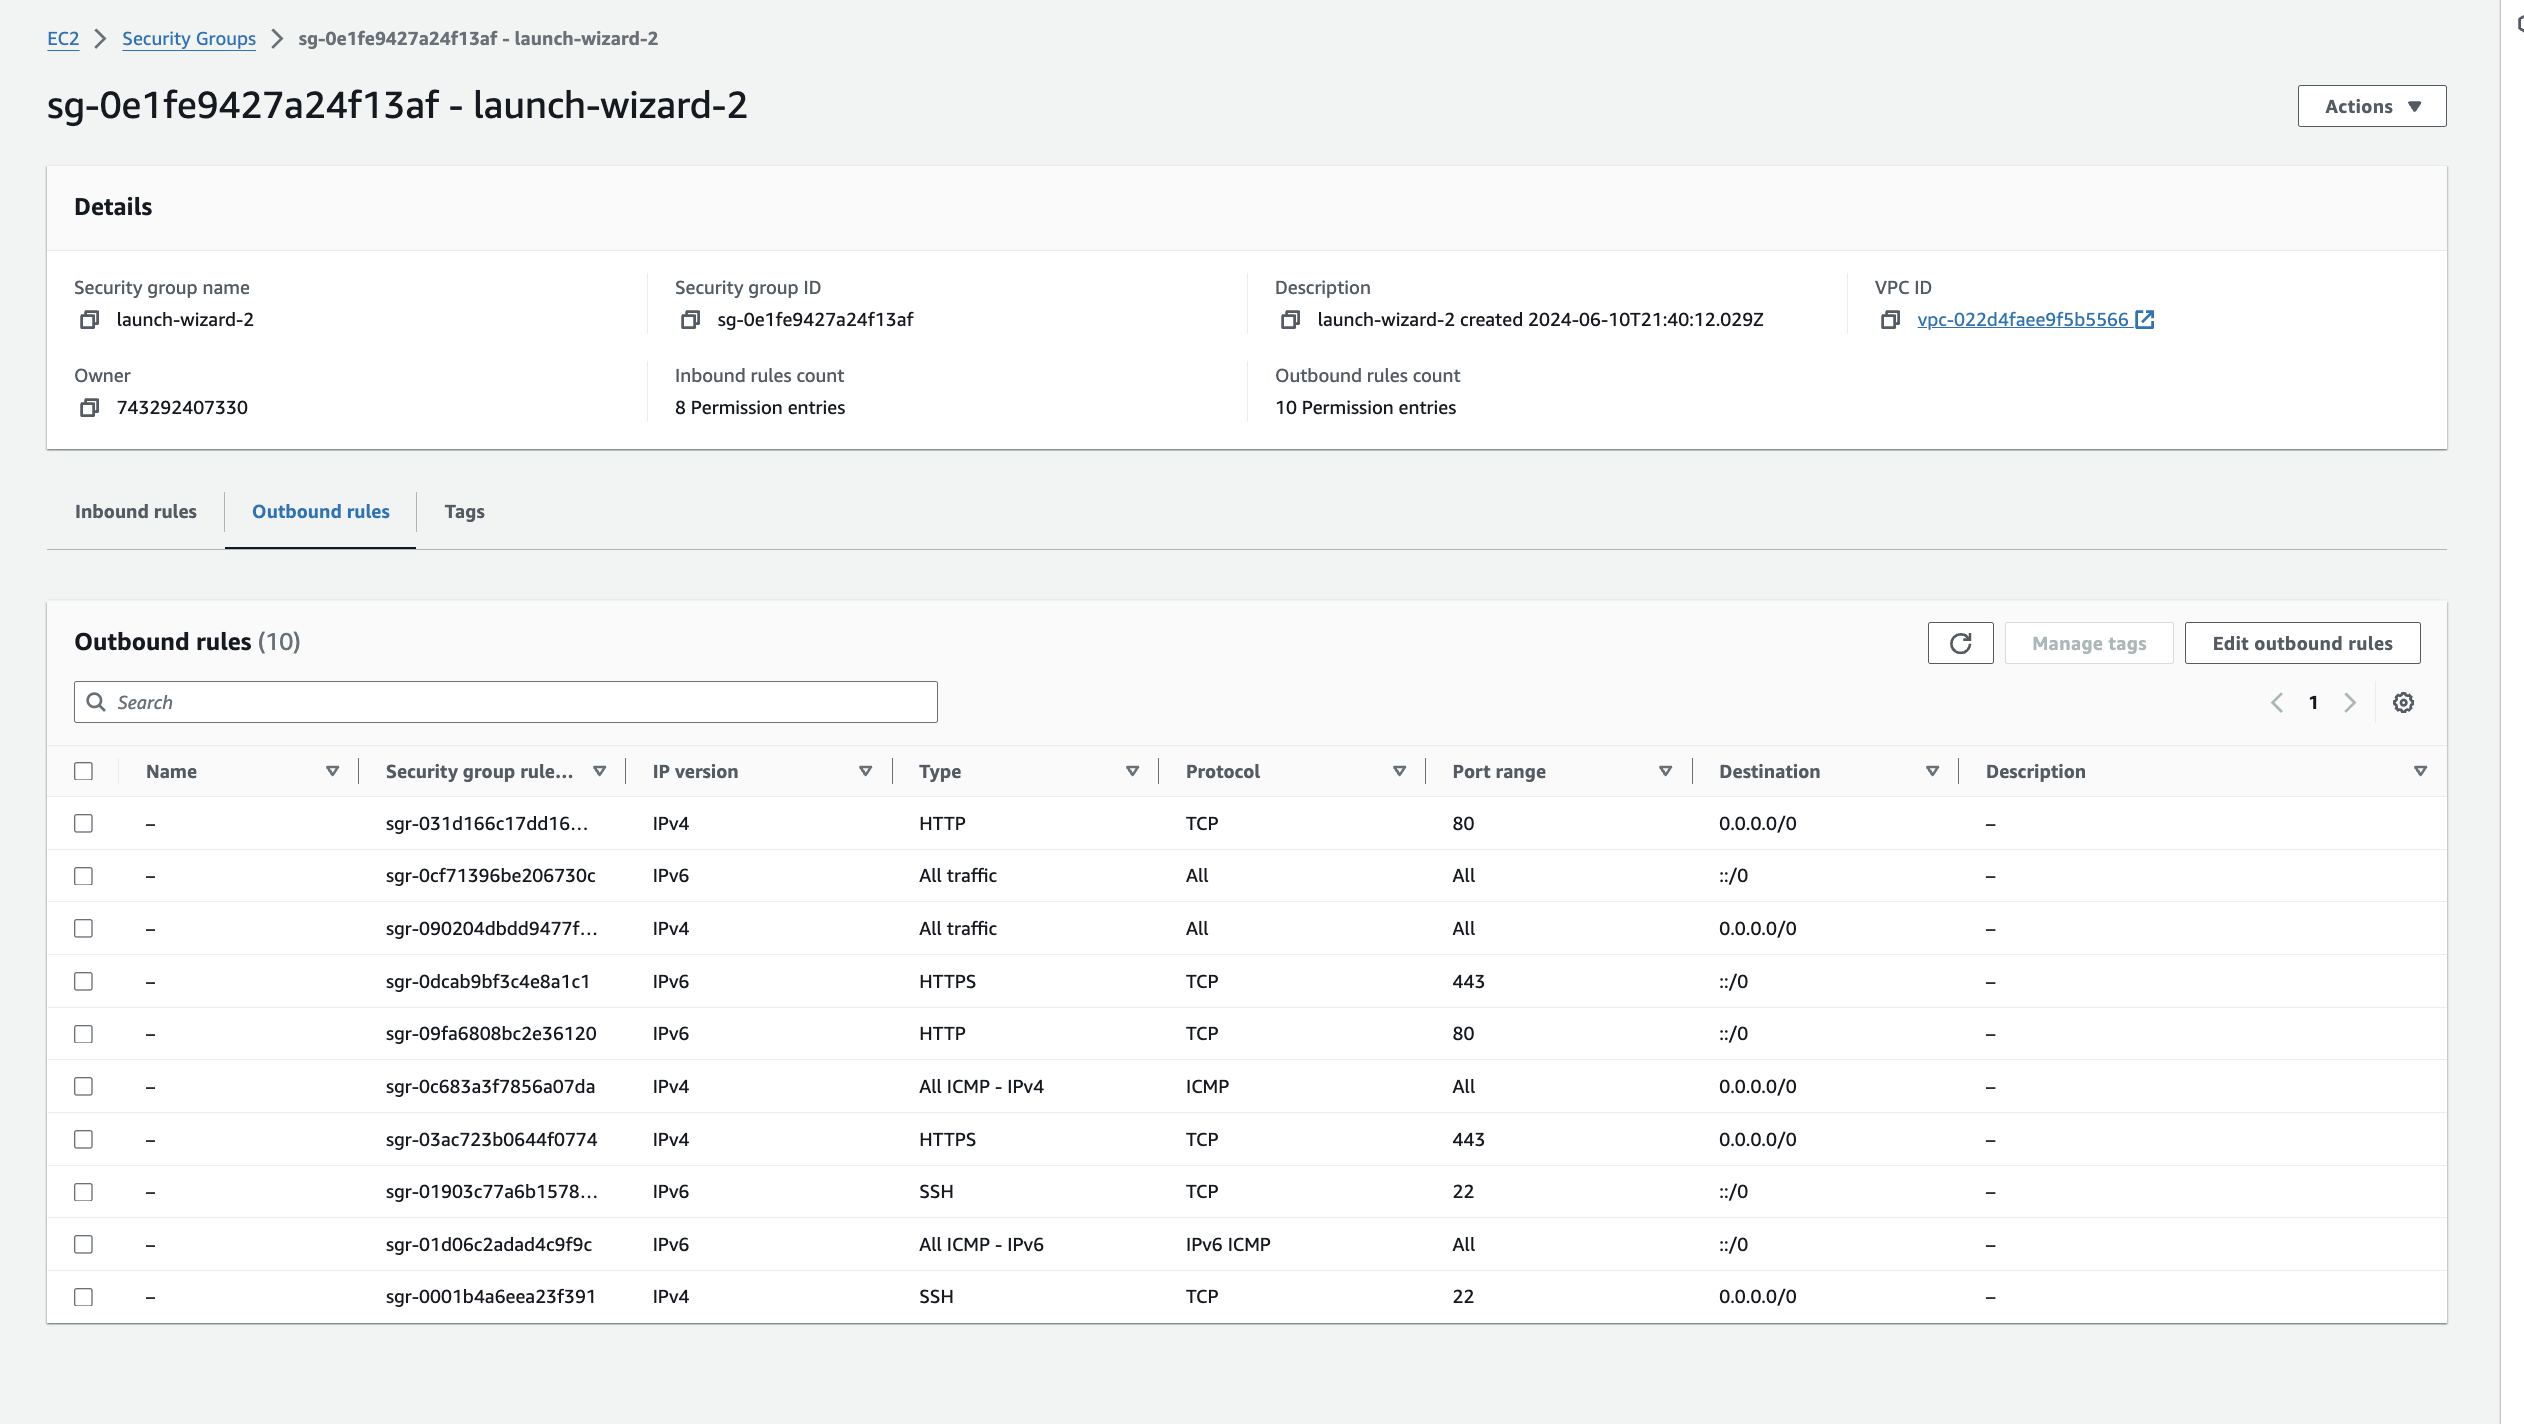 EC2 > Security Groups > sg-0e1fe9427a24f13af - launch-wizard-2
sg-0e1fe9427a24f13af - launch-wizard-2
Actions
Details
Security group name
launch-wizard-2
Security group ID
sg-0e1fe9427a24f13af
Description
launch-wizard-2 created 2024-06-10T21:40:12.029Z
VPC ID
vpc-022d4faee9f5b5566
Owner
743292407330
Inbound rules count
8 Permission entries
Outbound rules count
10 Permission entries
Inbound rules Outbound rules Tags
Outbound rules (10)
Manage tags Edit outbound rules
Search
1
Name Security group rule... IP version Type Protocol Port range Destination Description
– sgr-031d166c17dd16... IPv4 HTTP TCP 80 0.0.0.0/0 –
– sgr-0cf71396be206730c IPv6 All traffic All All ::/0 –
– sgr-090204dbdd9477f... IPv4 All traffic All All 0.0.0.0/0 –
– sgr-0dcab9bf3c4e8a1c1 IPv6 HTTPS TCP 443 ::/0 –
– sgr-09fa6808bc2e36120 IPv6 HTTP TCP 80 ::/0 –
– sgr-0c683a3f7856a07da IPv4 All ICMP - IPv4 ICMP All 0.0.0.0/0 –
– sgr-03ac723b0644f0774 IPv4 HTTPS TCP 443 0.0.0.0/0 –
– sgr-01903c77a6b1578... IPv6 SSH TCP 22 ::/0 –
– sgr-01d06c2adad4c9f9c IPv6 All ICMP - IPv6 IPv6 ICMP All ::/0 –
– sgr-0001b4a6eea23f391 IPv4 SSH TCP 22 0.0.0.0/0 –